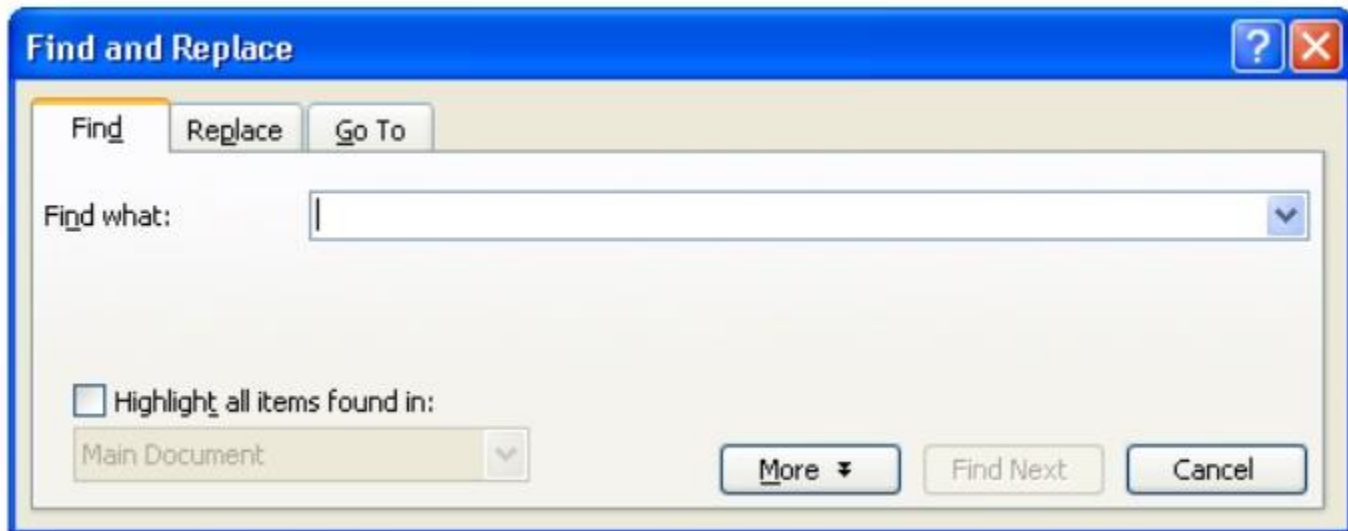 Find and Replace
Find Replace Go To
Find what:
Highlight all items found in:
Main Document
More Find Next Cancel